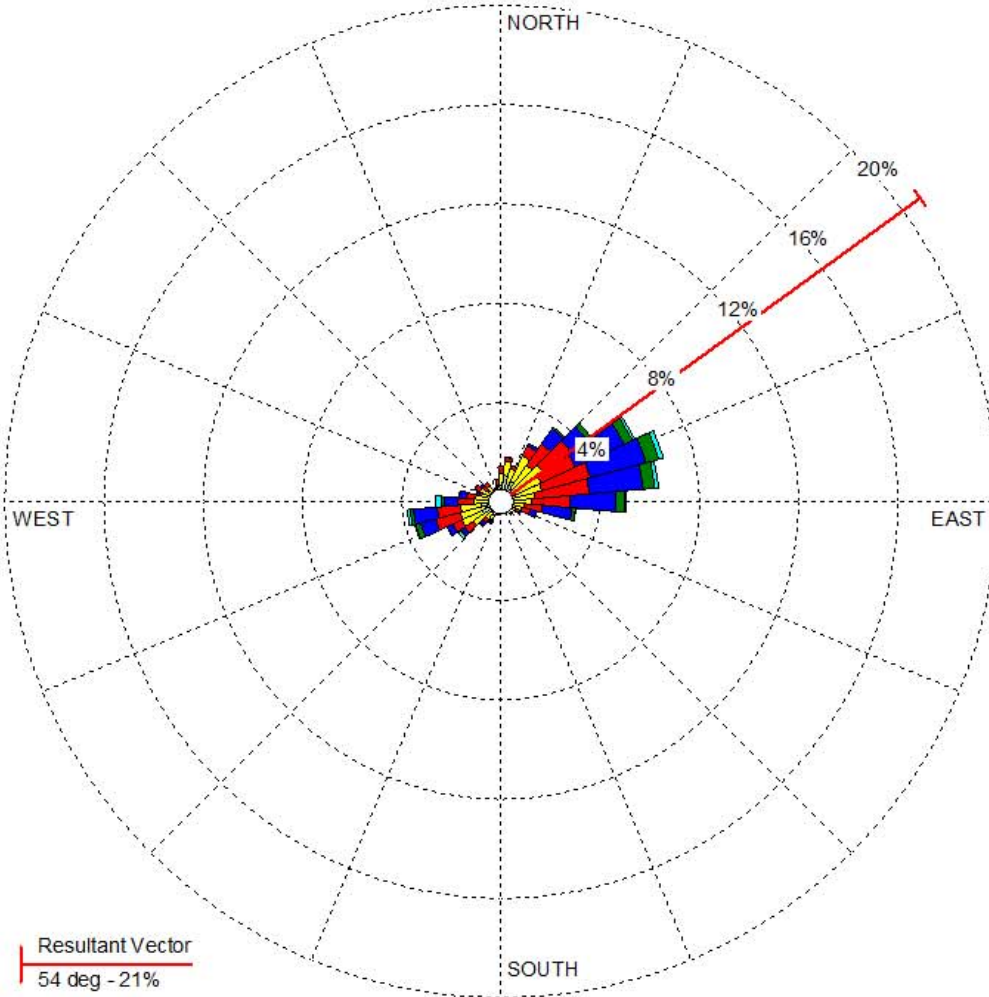 NORTH
20%
16%
12%
8%
4%
WEST
EAST
Resultant Vector
54 deg - 21%
SOUTH